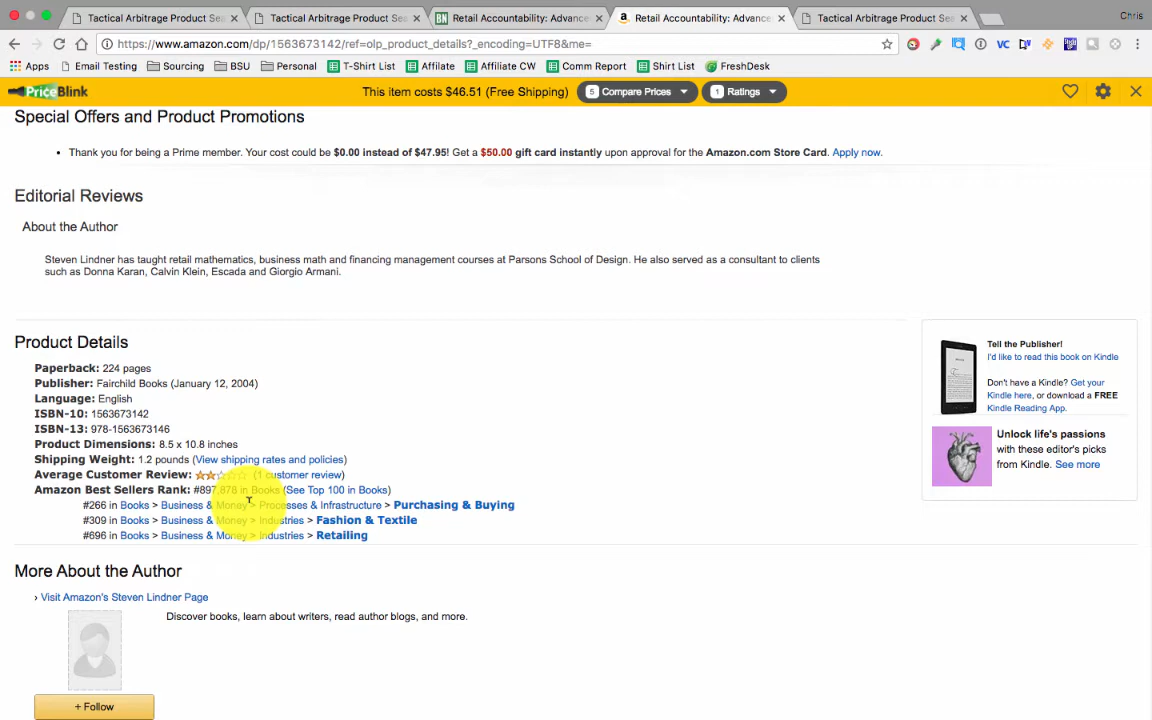 Tactical Arbitrage Product Sea
Tactical Arbitrage Product Sea
Retail Accountability: Advance
Retail Accountability: Advance
Tactical Arbitrage Product Sea
Chris
https://www.amazon.com/dp/1563673142/ref=olp_product_details?_encoding=UTF8&me=
Apps Email Testing Sourcing BSU Personal T-Shirt List Affilate Affiliate CW Comm Report Shirt List FreshDesk
PriceBlink This item costs $46.51 (Free Shipping) 5 Compare Prices 1 Ratings
Special Offers and Product Promotions
• Thank you for being a Prime member. Your cost could be $0.00 instead of $47.95! Get a $50.00 gift card instantly upon approval for the Amazon.com Store Card. Apply now.
Editorial Reviews
About the Author
Steven Lindner has taught retail mathematics, business math and financing management courses at Parsons School of Design. He also served as a consultant to clients
such as Donna Karan, Calvin Klein, Escada and Giorgio Armani.
Product Details
Paperback: 224 pages
Publisher: Fairchild Books (January 12, 2004)
Language: English
ISBN-10: 1563673142
ISBN-13: 978-1563673146
Product Dimensions: 8.5 x 10.8 inches
Shipping Weight: 1.2 pounds (View shipping rates and policies)
Average Customer Review: (1 customer review)
Amazon Best Sellers Rank: #897,878 in Books (See Top 100 in Books)
#266 in Books > Business & Money > Processes & Infrastructure > Purchasing & Buying
#309 in Books > Business & Money > Industries > Fashion & Textile
#696 in Books > Business & Money > Industries > Retailing
Tell the Publisher!
I'd like to read this book on Kindle
Don't have a Kindle? Get your
Kindle here, or download a FREE
Kindle Reading App.
Unlock life's passions
with these editor's picks
from Kindle. See more
More About the Author
› Visit Amazon's Steven Lindner Page
Discover books, learn about writers, read author blogs, and more.
+ Follow